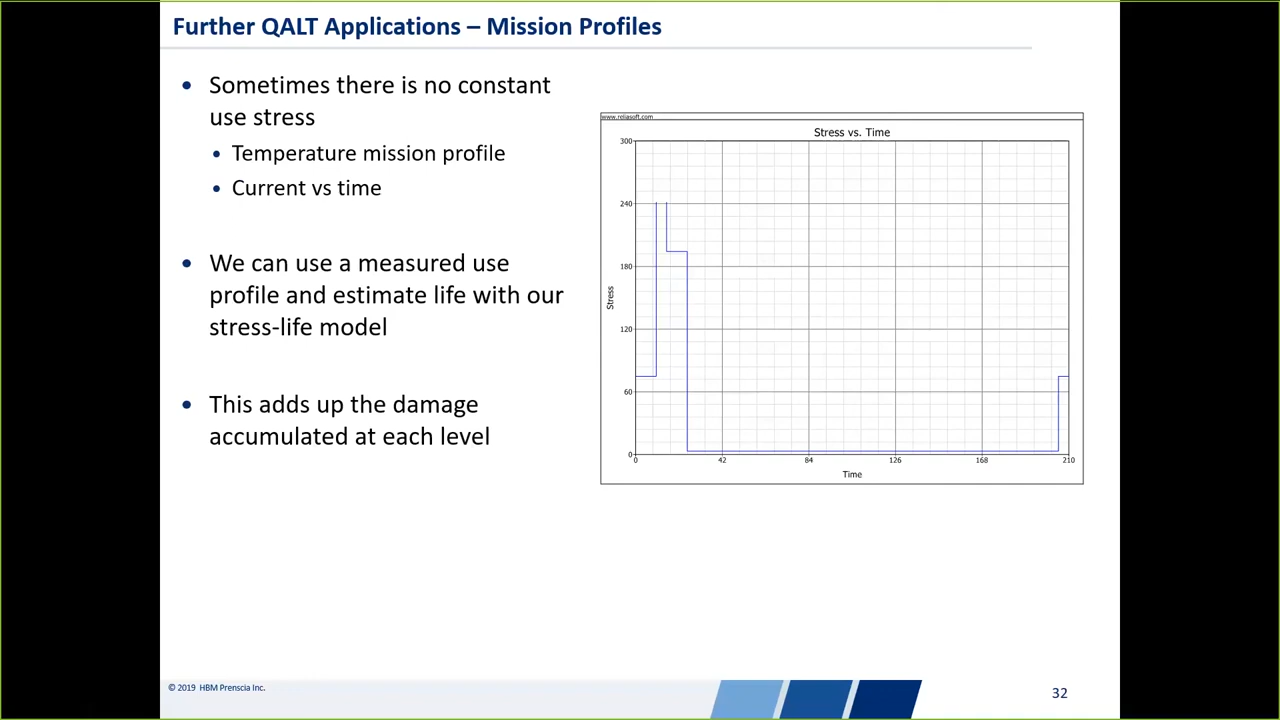 Further QALT Applications – Mission Profiles
• Sometimes there is no constant
use stress
• Temperature mission profile
• Current vs time
• We can use a measured use
profile and estimate life with our
stress-life model
• This adds up the damage
accumulated at each level
www.reliasoft.com
Stress vs. Time
300
240
180
120
60
0
Stress
0 42 84 126 168 210
Time
© 2019 HBM Prenscia Inc.
32